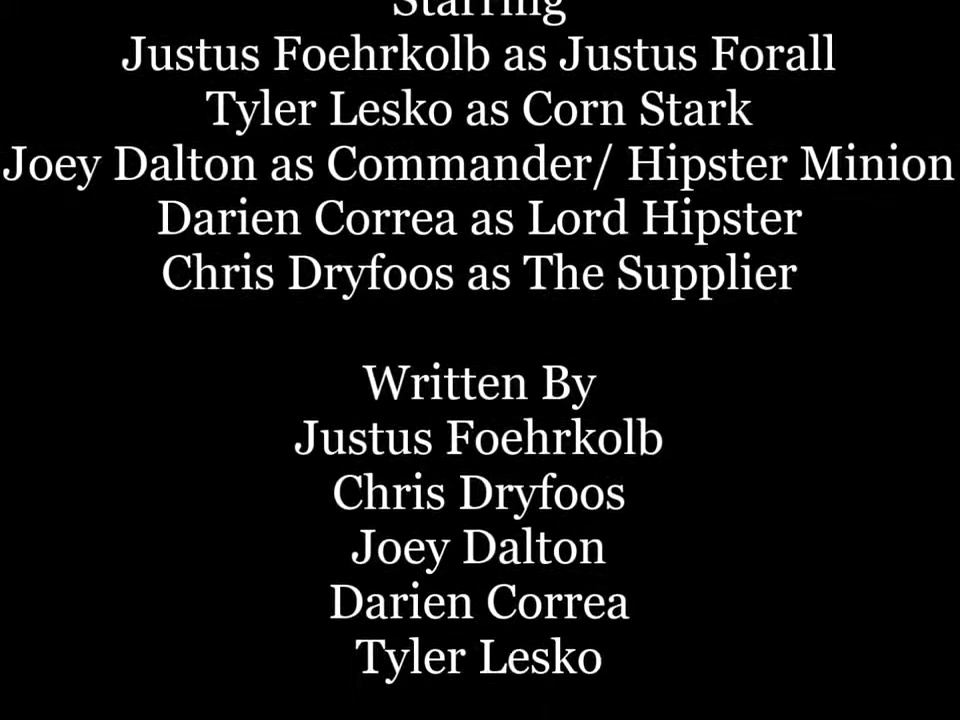 Starring
Justus Foehrkolb as Justus Forall
Tyler Lesko as Corn Stark
Joey Dalton as Commander/ Hipster Minion
Darien Correa as Lord Hipster
Chris Dryfoos as The Supplier
Written By
Justus Foehrkolb
Chris Dryfoos
Joey Dalton
Darien Correa
Tyler Lesko